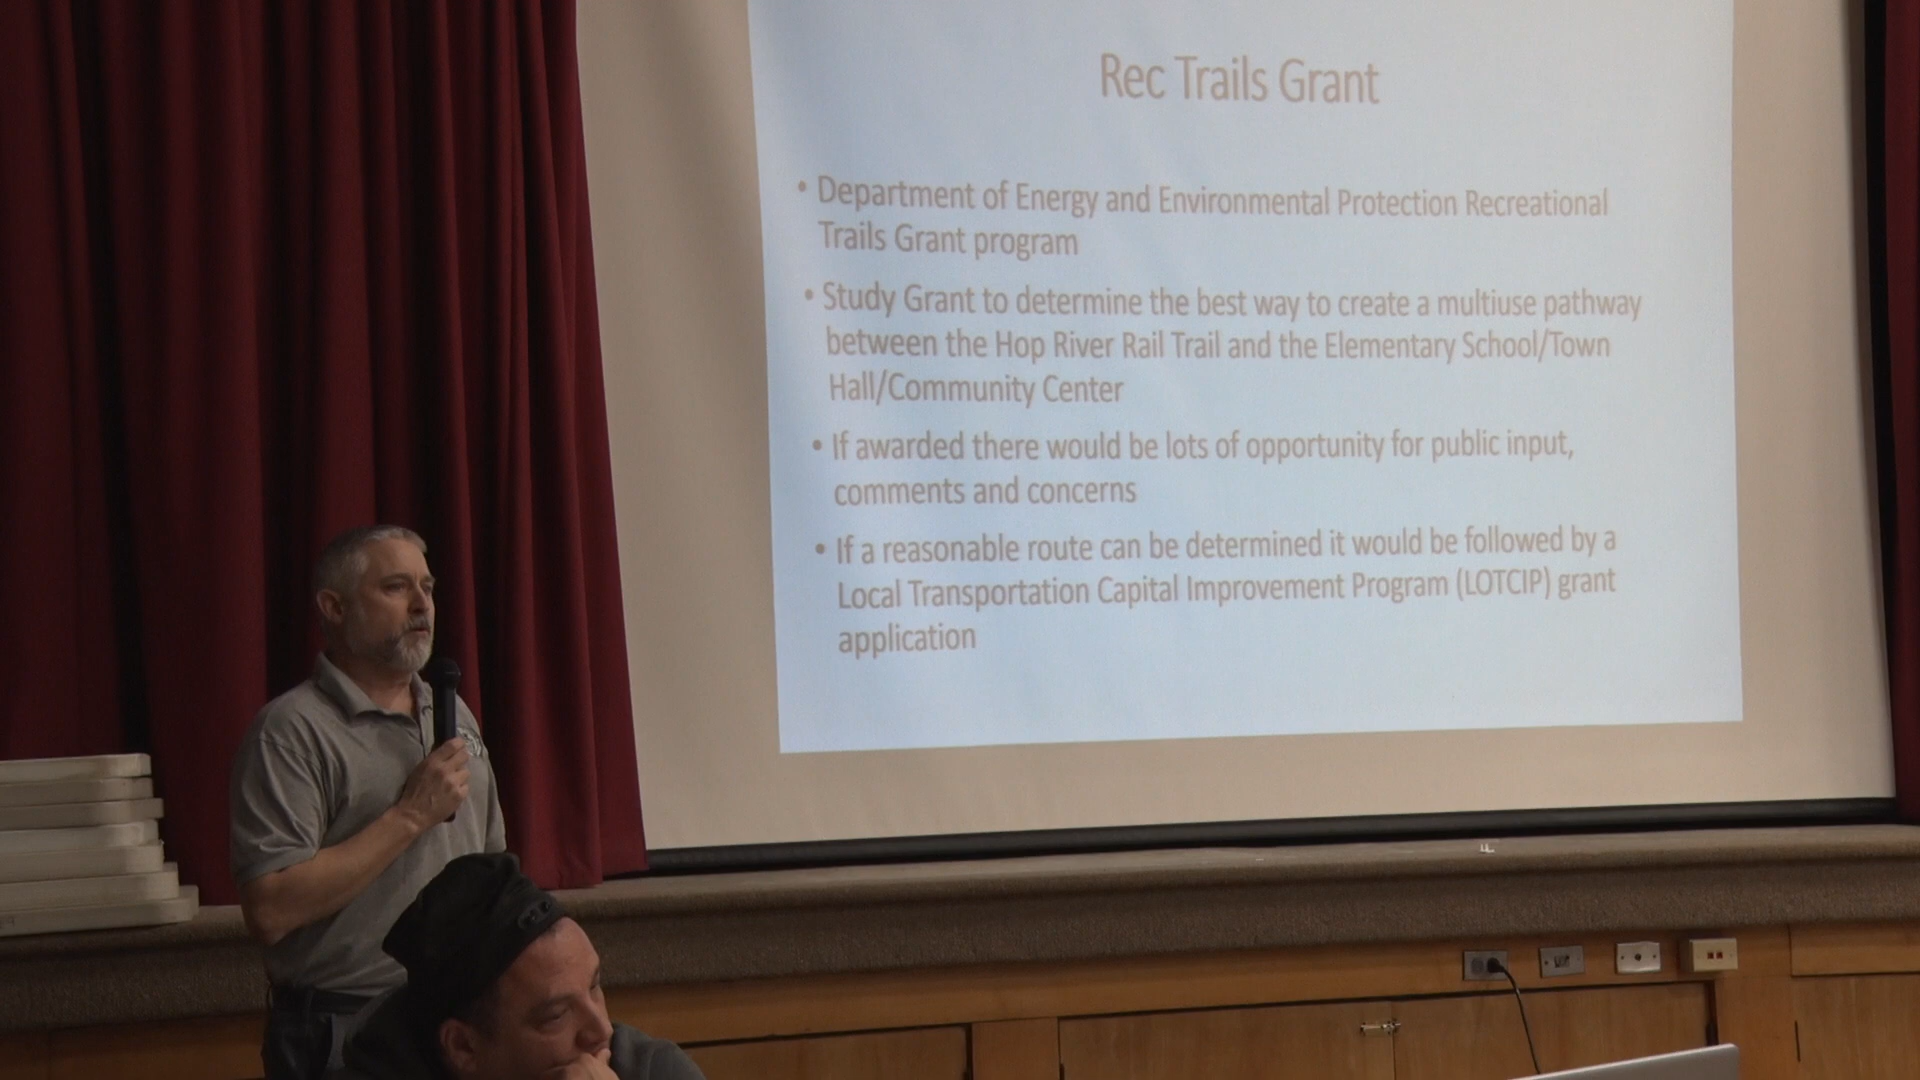 Rec Trails Grant
• Department of Energy and Environmental Protection Recreational
Trails Grant program
• Study Grant to determine the best way to create a multiuse pathway
between the Hop River Rail Trail and the Elementary School/Town
Hall/Community Center
• If awarded there would be lots of opportunity for public input,
comments and concerns
• If a reasonable route can be determined it would be followed by a
Local Transportation Capital Improvement Program (LOTCIP) grant
application